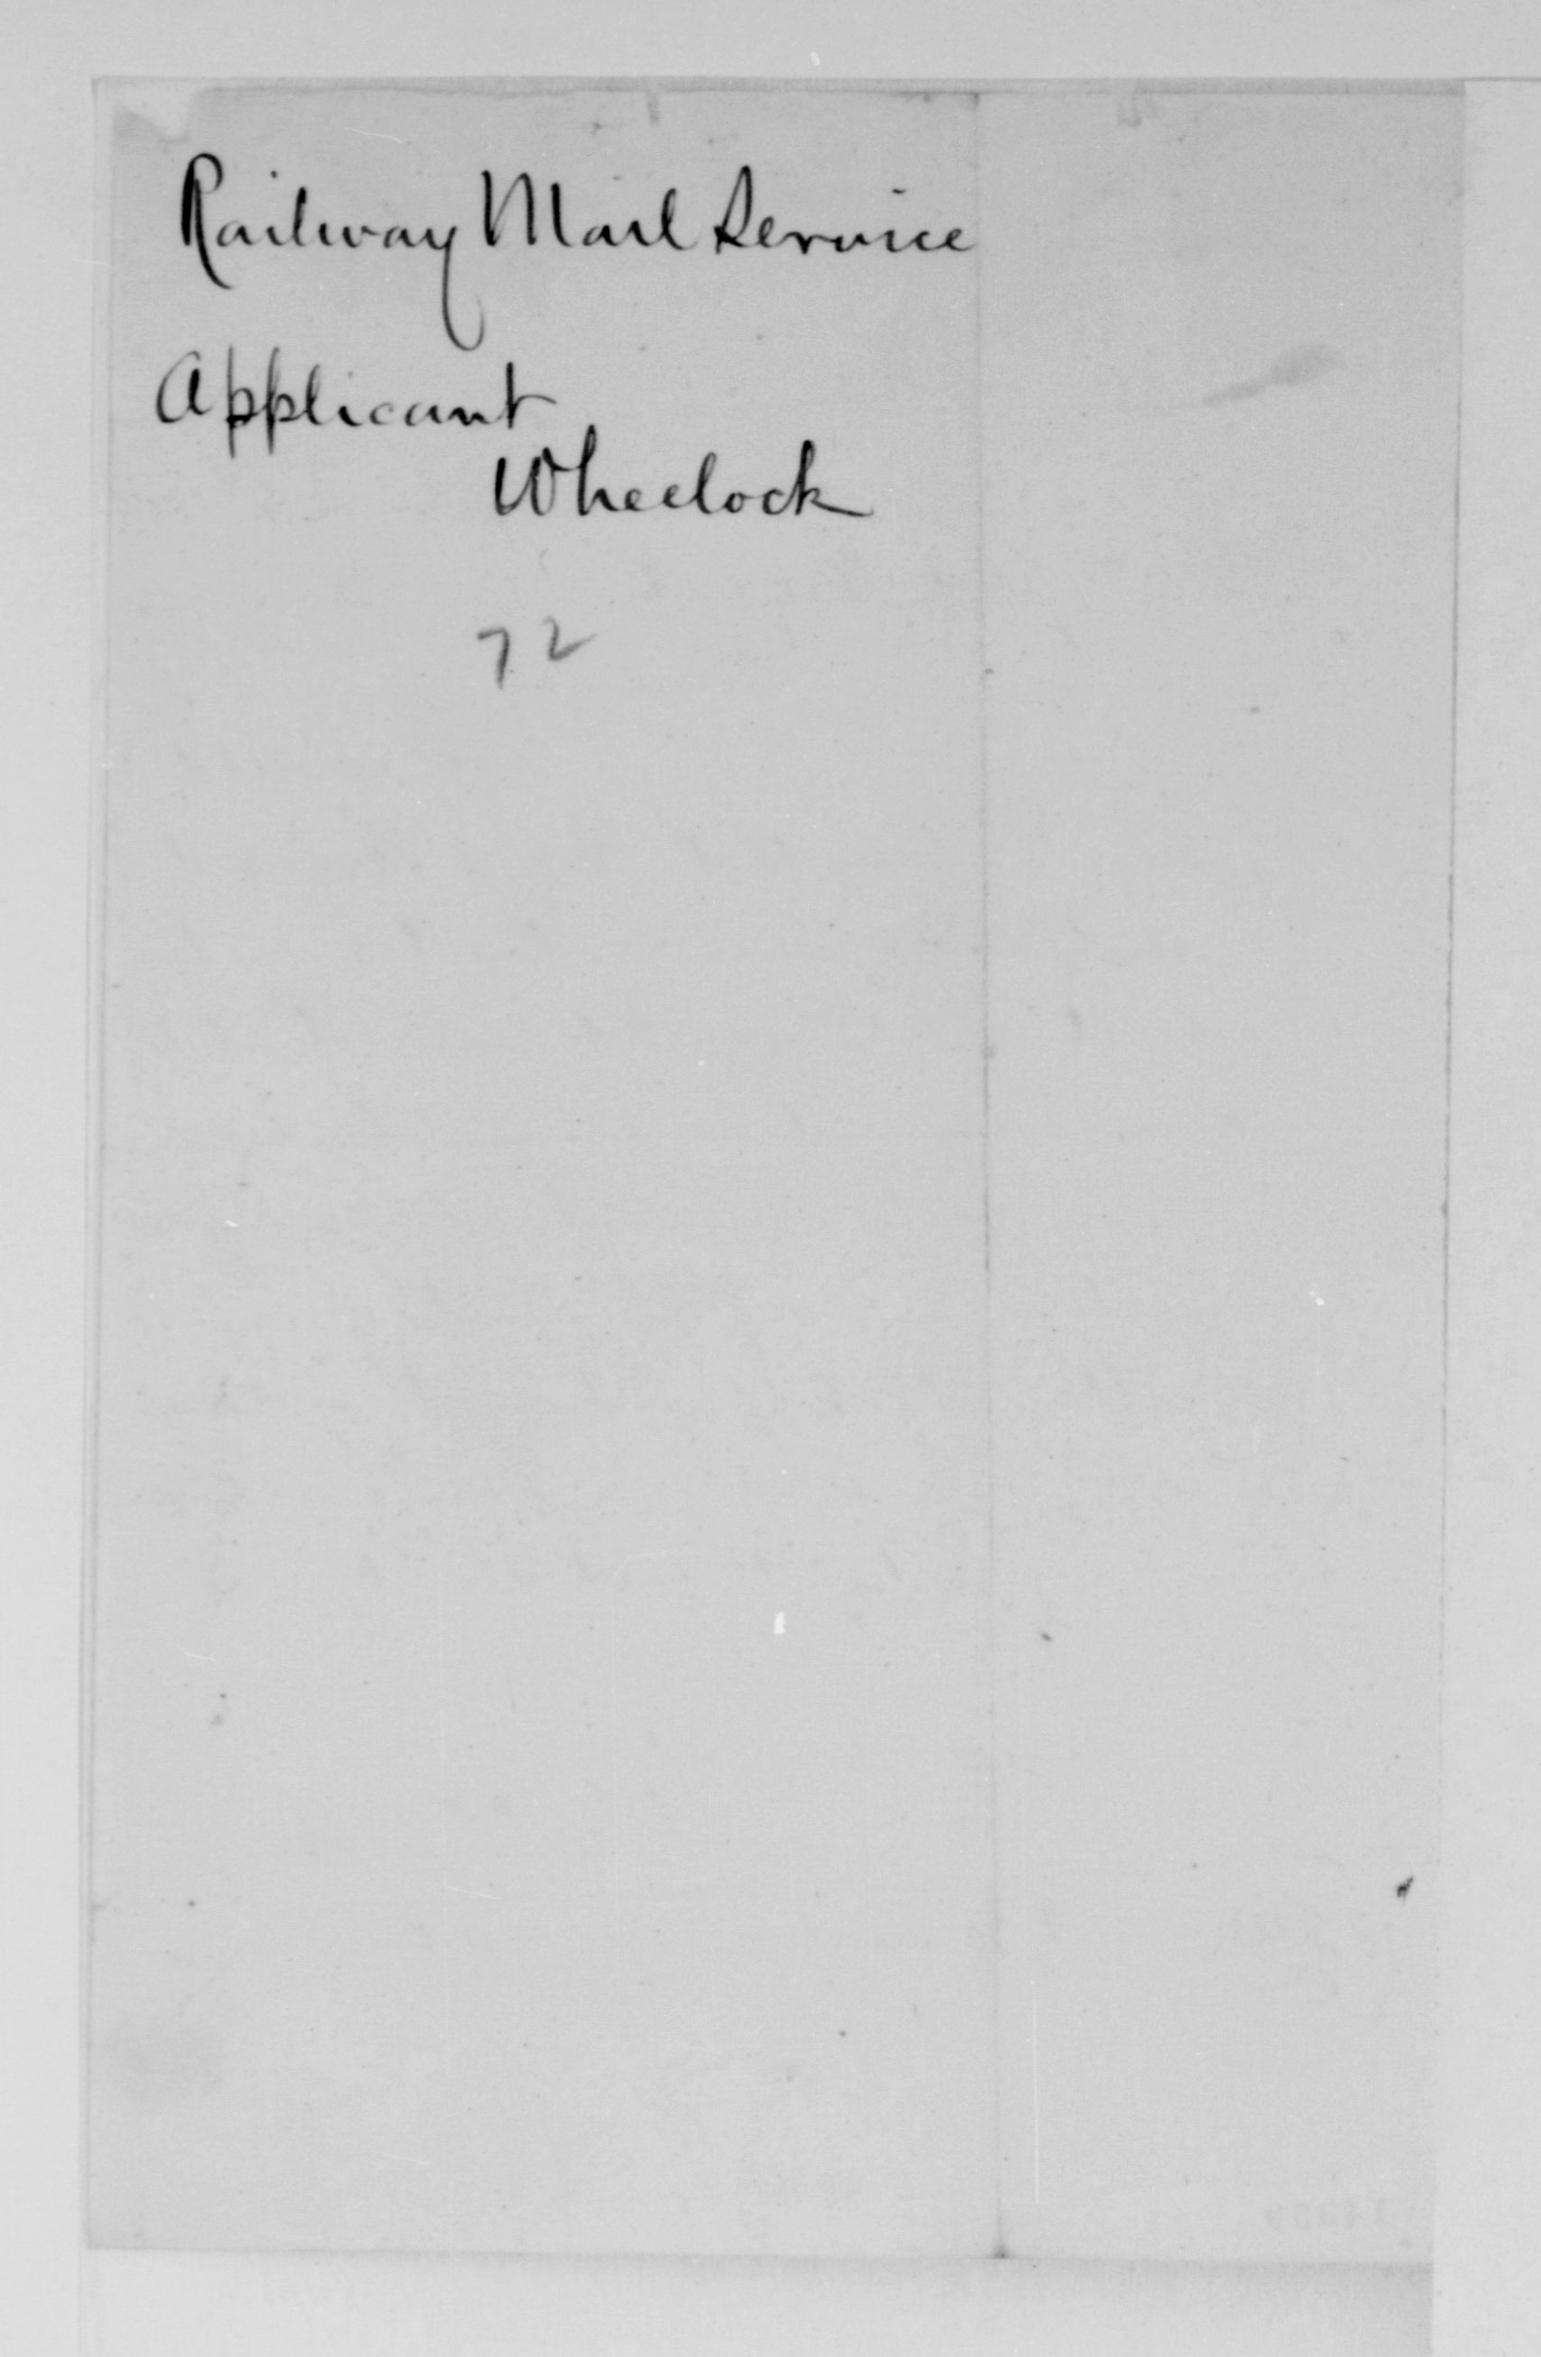 Railway Mail Service
Applicant
Wheelock
72